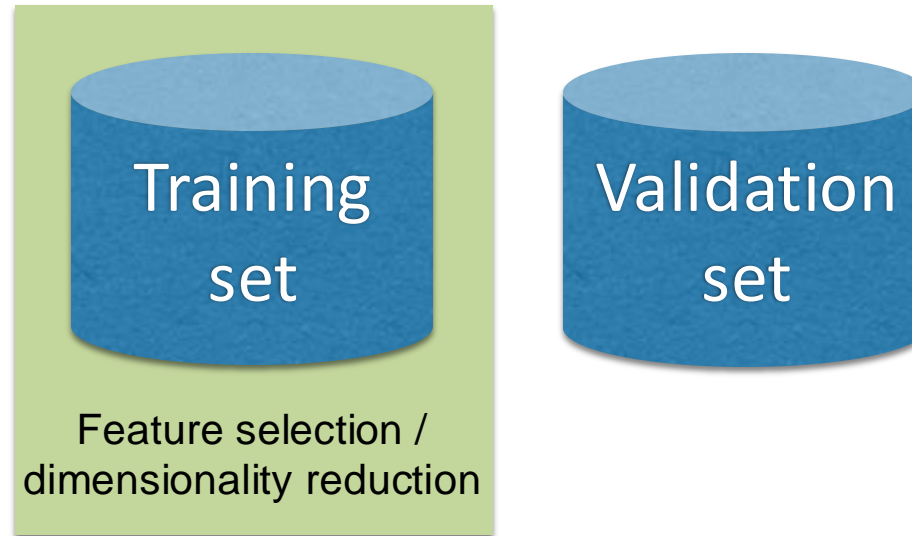 Training
set
Validation
set
Feature selection /
dimensionality reduction